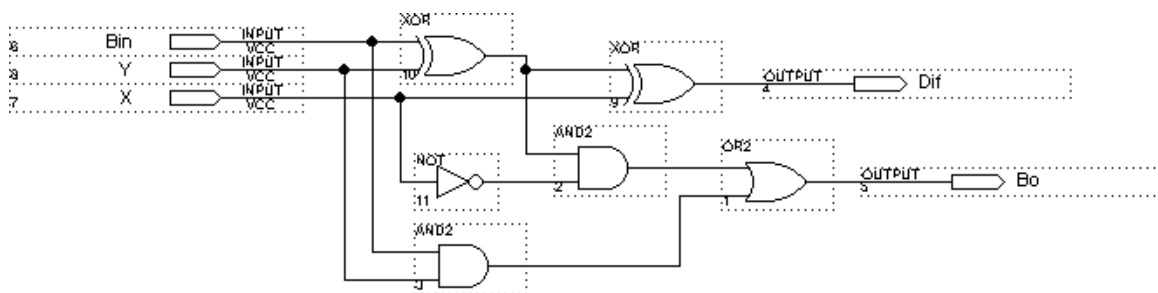 XOR
6 Bin INPUT VCC
8 Y INPUT VCC
10
XOR
7 X INPUT VCC
9
OUTPUT
4
Dif
AND2
2
NOT
11
OR2
1
OUTPUT
5
Bo
AND2
3